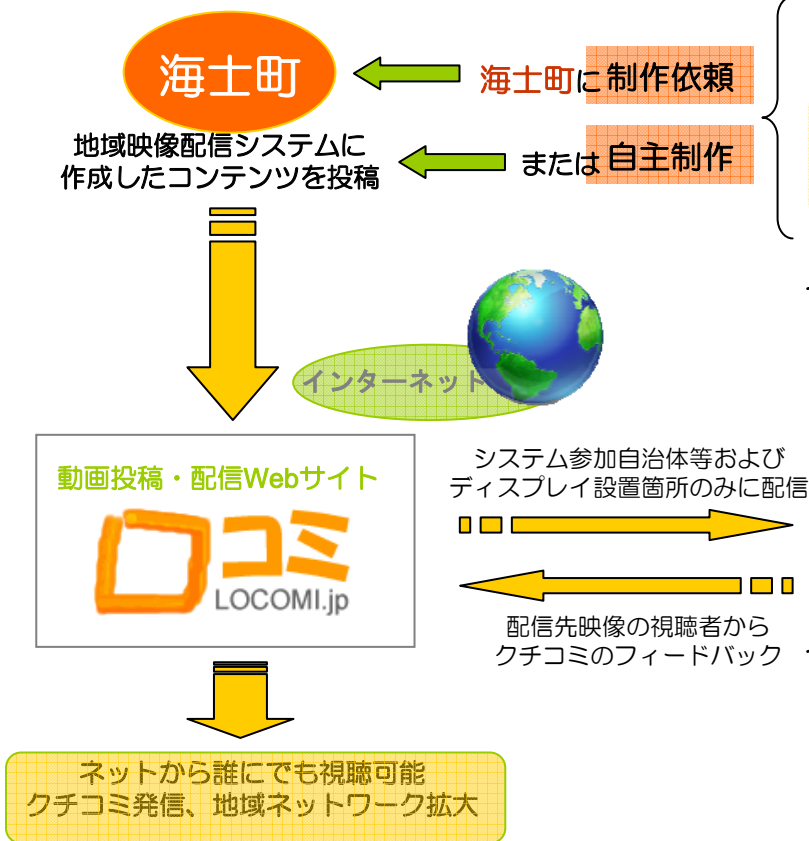 海士町
海士町に 制作依頼
または 自主制作
地域映像配信システムに
作成したコンテンツを投稿
インターネット
動画投稿・配信Webサイト
ロコミ
LOCOMI.jp
システム参加自治体等および
ディスプレイ設置箇所のみに配信
配信先映像の視聴者から
クチコミのフィードバック
ネットから誰にでも視聴可能
クチコミ発信、地域ネットワーク拡大